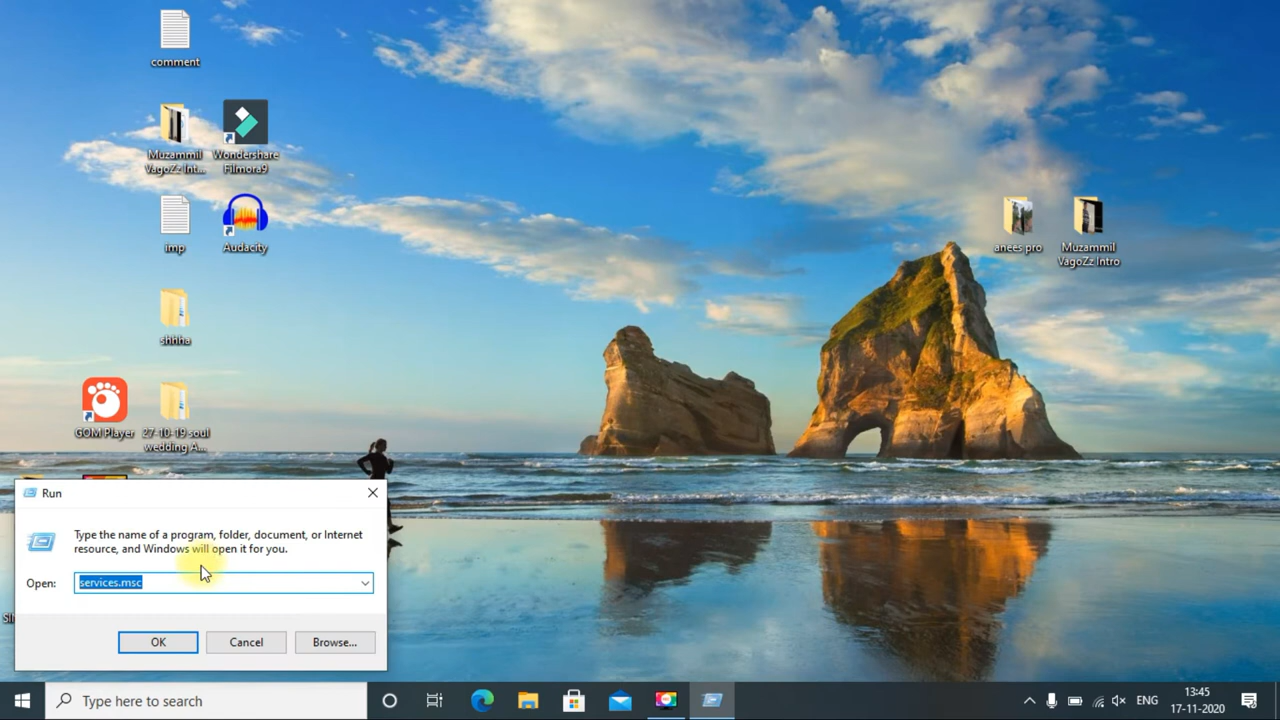 comment
Muzammil
VagoZz Int...
Wondershare
Filmora9
imp
Audacity
anees pro
Muzammil
VagoZz Intro
shhha
GOM Player
27-10-19 soul
wedding A...
Run
Type the name of a program, folder, document, or Internet
resource, and Windows will open it for you.
Open:
services.msc
OK
Cancel
Browse...
Type here to search
ENG
13:45
17-11-2020